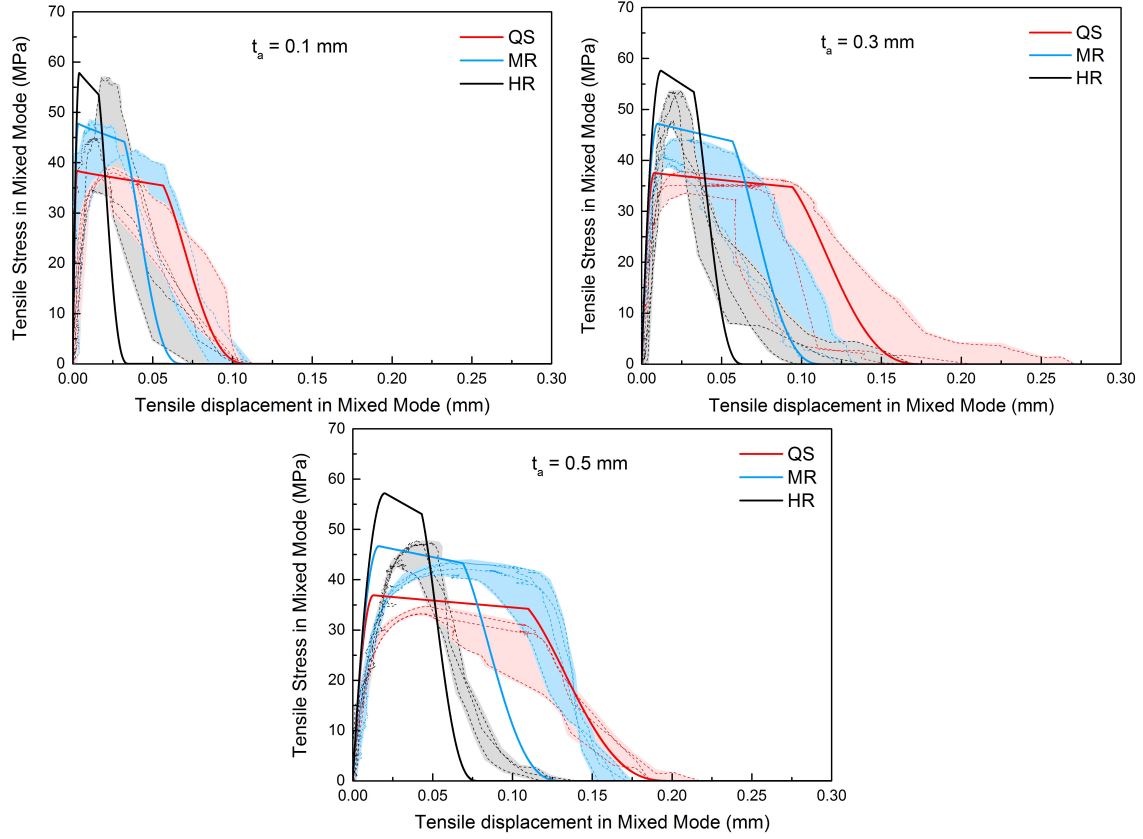 70
60
50
40
30
20
10
0
Tensile Stress in Mixed Mode (MPa)
t_a = 0.1 mm
QS
MR
HR
0.00 0.05 0.10 0.15 0.20 0.25 0.30
Tensile displacement in Mixed Mode (mm)
70
60
50
40
30
20
10
0
Tensile Stress in Mixed Mode (MPa)
t_a = 0.3 mm
QS
MR
HR
0.00 0.05 0.10 0.15 0.20 0.25 0.30
Tensile displacement in Mixed Mode (mm)
70
60
50
40
30
20
10
0
Tensile Stress in Mixed Mode (MPa)
t_a = 0.5 mm
QS
MR
HR
0.00 0.05 0.10 0.15 0.20 0.25 0.30
Tensile displacement in Mixed Mode (mm)